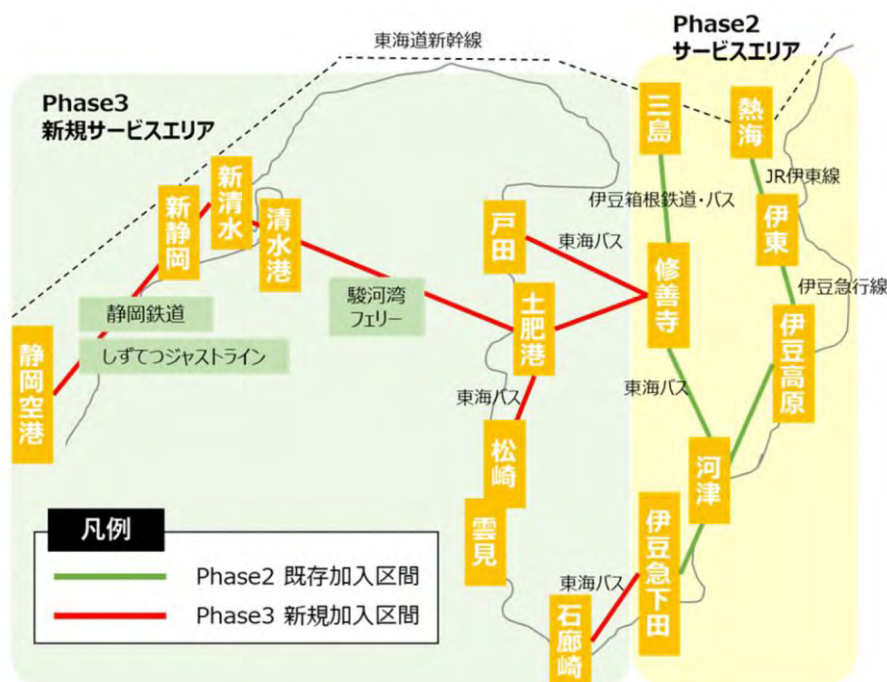 東海道新幹線
Phase2
サービスエリア
Phase3
新規サービスエリア
三島
熱海
JR伊東線
新清水
新静岡
清水港
伊豆箱根鉄道・バス
伊東
戸田
東海バス
修善寺
伊豆急行線
駿河湾
フェリー
土肥港
静岡鉄道
しずてつジャストライン
静岡空港
伊豆高原
東海バス
東海バス
松崎
河津
雲見
伊豆急下田
東海バス
石廊崎
凡例
Phase2 既存加入区間
Phase3 新規加入区間